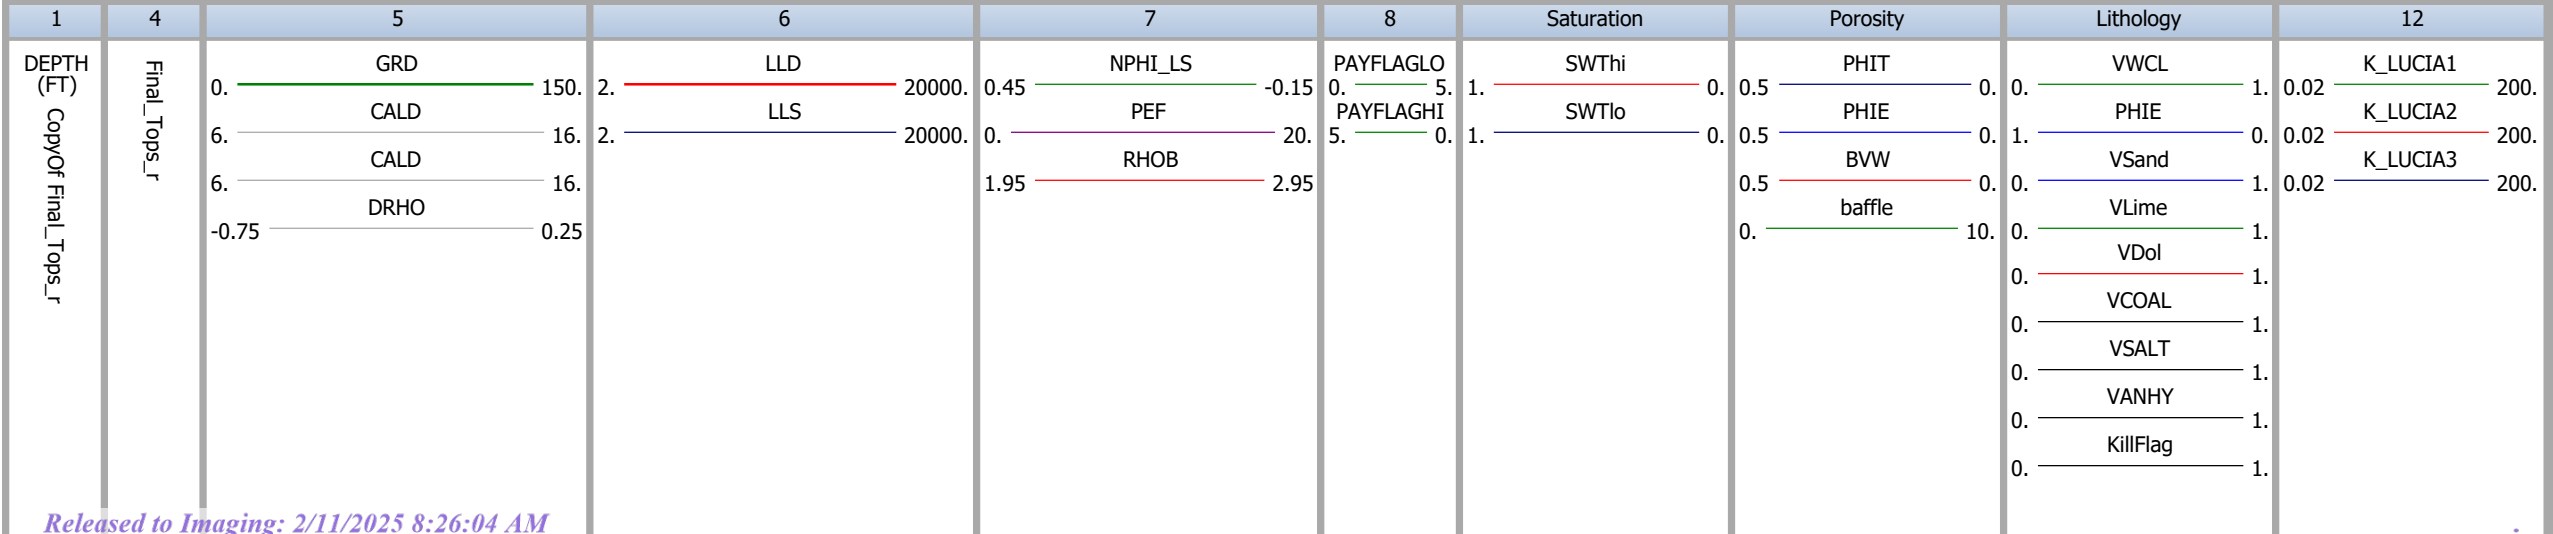 1 4 5 6 7 8 Saturation Porosity Lithology 12
DEPTH
(FT)
CopyOf Final_Tops_r
Final_Tops_r
GRD
0. 150.
CALD
6. 16.
CALD
6. 16.
DRHO
-0.75 0.25
LLD
2. 20000.
LLS
2. 20000.
NPHI_LS
0.45 -0.15
PEF
0. 20.
RHOB
1.95 2.95
PAYFLAGLO
0. 5.
PAYFLAGHI
5. 0.
SWThi
1. 0.
SWTlo
1. 0.
PHIT
0.5 0.
PHIE
0.5 0.
BVW
0.5 0.
baffle
0. 10.
VWCL
0. 1.
PHIE
1. 0.
VSand
0. 1.
VLime
0. 1.
VDol
0. 1.
VCOAL
0. 1.
VSALT
0. 1.
VANHY
0. 1.
KillFlag
0. 1.
K_LUCIA1
0.02 200.
K_LUCIA2
0.02 200.
K_LUCIA3
0.02 200.
Released to Imaging: 2/11/2025 8:26:04 AM